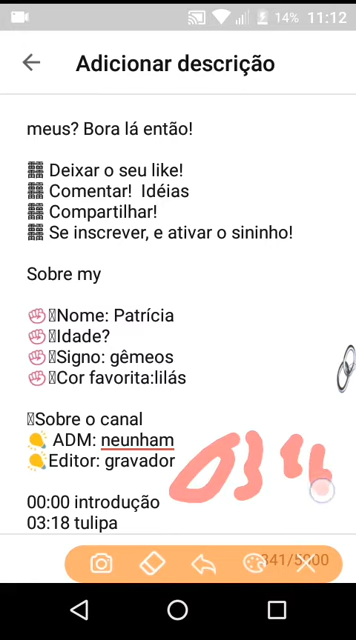 14% 11:12
Adicionar descrição
meus? Bora lá então!
Deixar o seu like!
Comentar! Idéias
Compartilhar!
Se inscrever, e ativar o sininho!
Sobre my
Nome: Patrícia
Idade?
Signo: gêmeos
Cor favorita:lilás
Sobre o canal
ADM: neunham
Editor: gravador
00:00 introdução
03:18 tulipa
341/5000